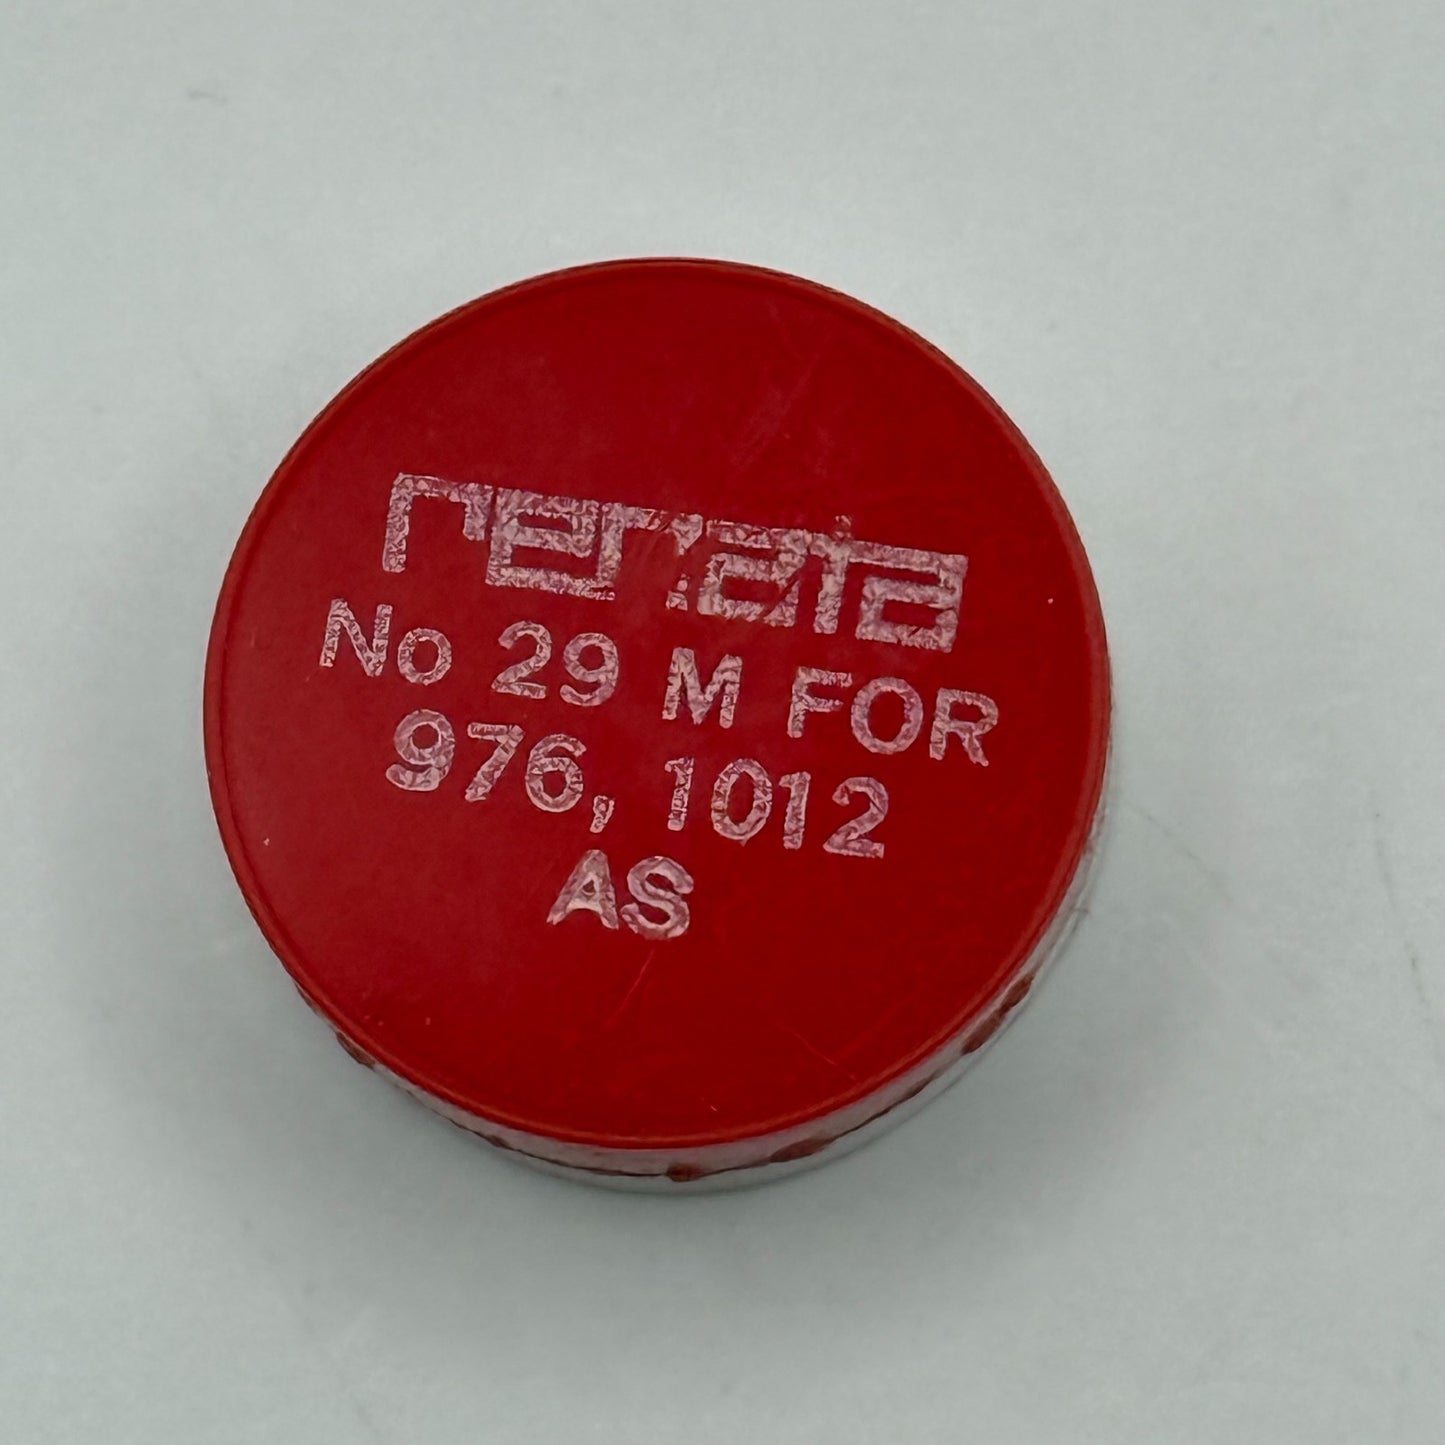 renata
No 29 M FOR
976, 1012
AS